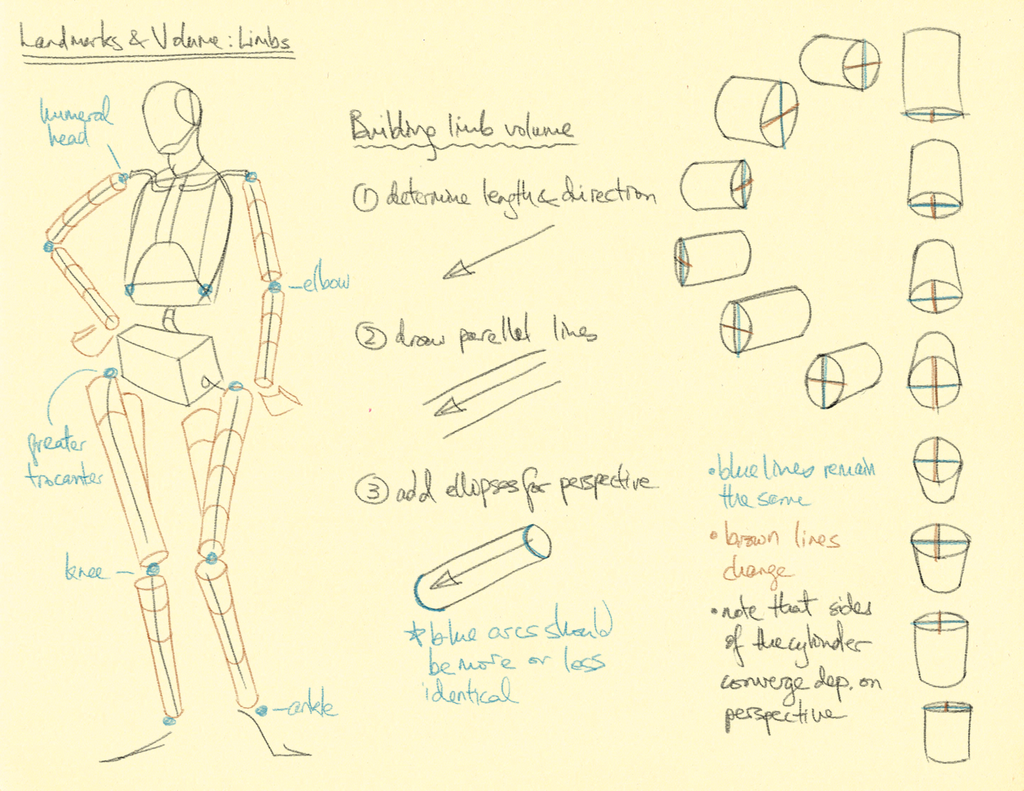 Landmarks & Volume: Limbs
humeral
head
elbow
greater
trocanter
knee
ankle
Building limb volume
① determine length & direction
② draw parallel lines
③ add ellipses for perspective
* blue arcs should
be more or less
identical
• blue lines remain
the same
• brown lines
change
• note that sides
of the cylinder
converge dep. on
perspective